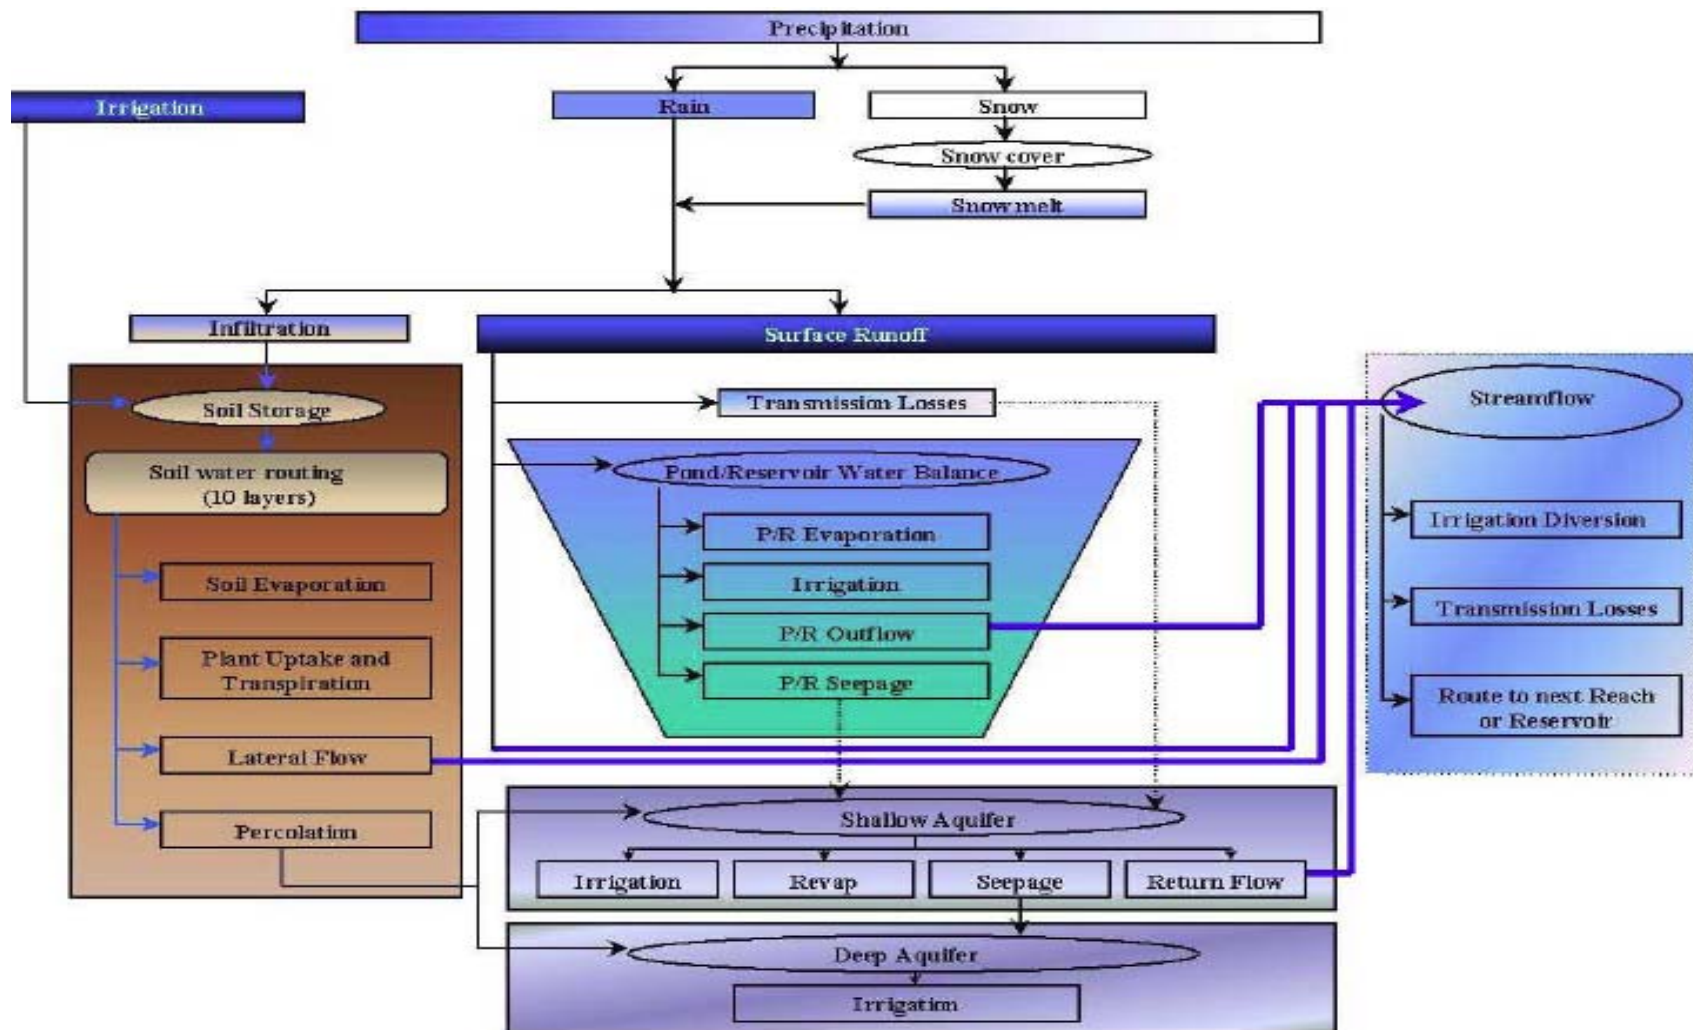 Precipitation
Irrigation
Rain
Snow
Snow cover
Snow melt
Infiltration
Surface Runoff
Soil Storage
Transmission Losses
Streamflow
Soil water routing
(10 layers)
Pond/Reservoir Water Balance
P/R Evaporation
Irrigation
P/R Outflow
P/R Seepage
Irrigation Diversion
Transmission Losses
Route to next Reach
or Reservoir
Soil Evaporation
Plant Uptake and
Transpiration
Lateral Flow
Percolation
Shallow Aquifer
Irrigation
Revap
Seepage
Return Flow
Deep Aquifer
Irrigation